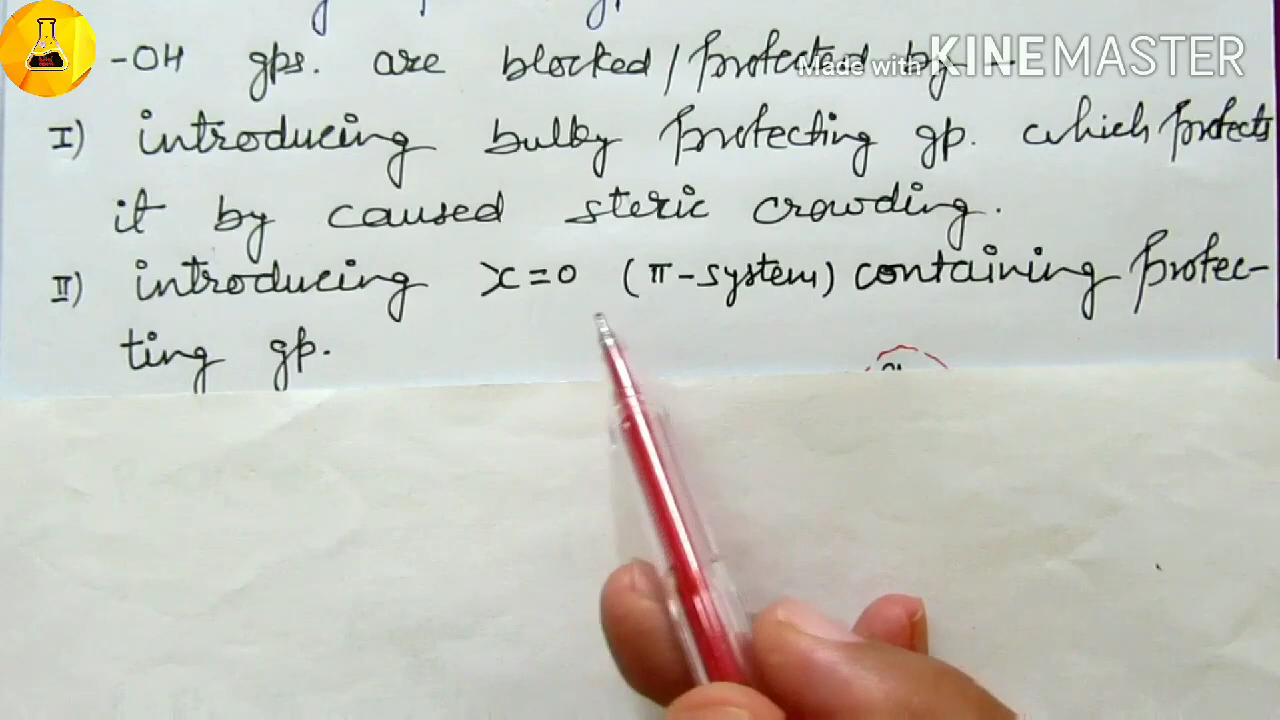 -OH gps. are blocked/protected by -
Made with KINEMASTER
I) introducing bulky protecting gp. which protects
it by caused steric crowding.
II) introducing X=O (π-system) containing protec-
ting gp.